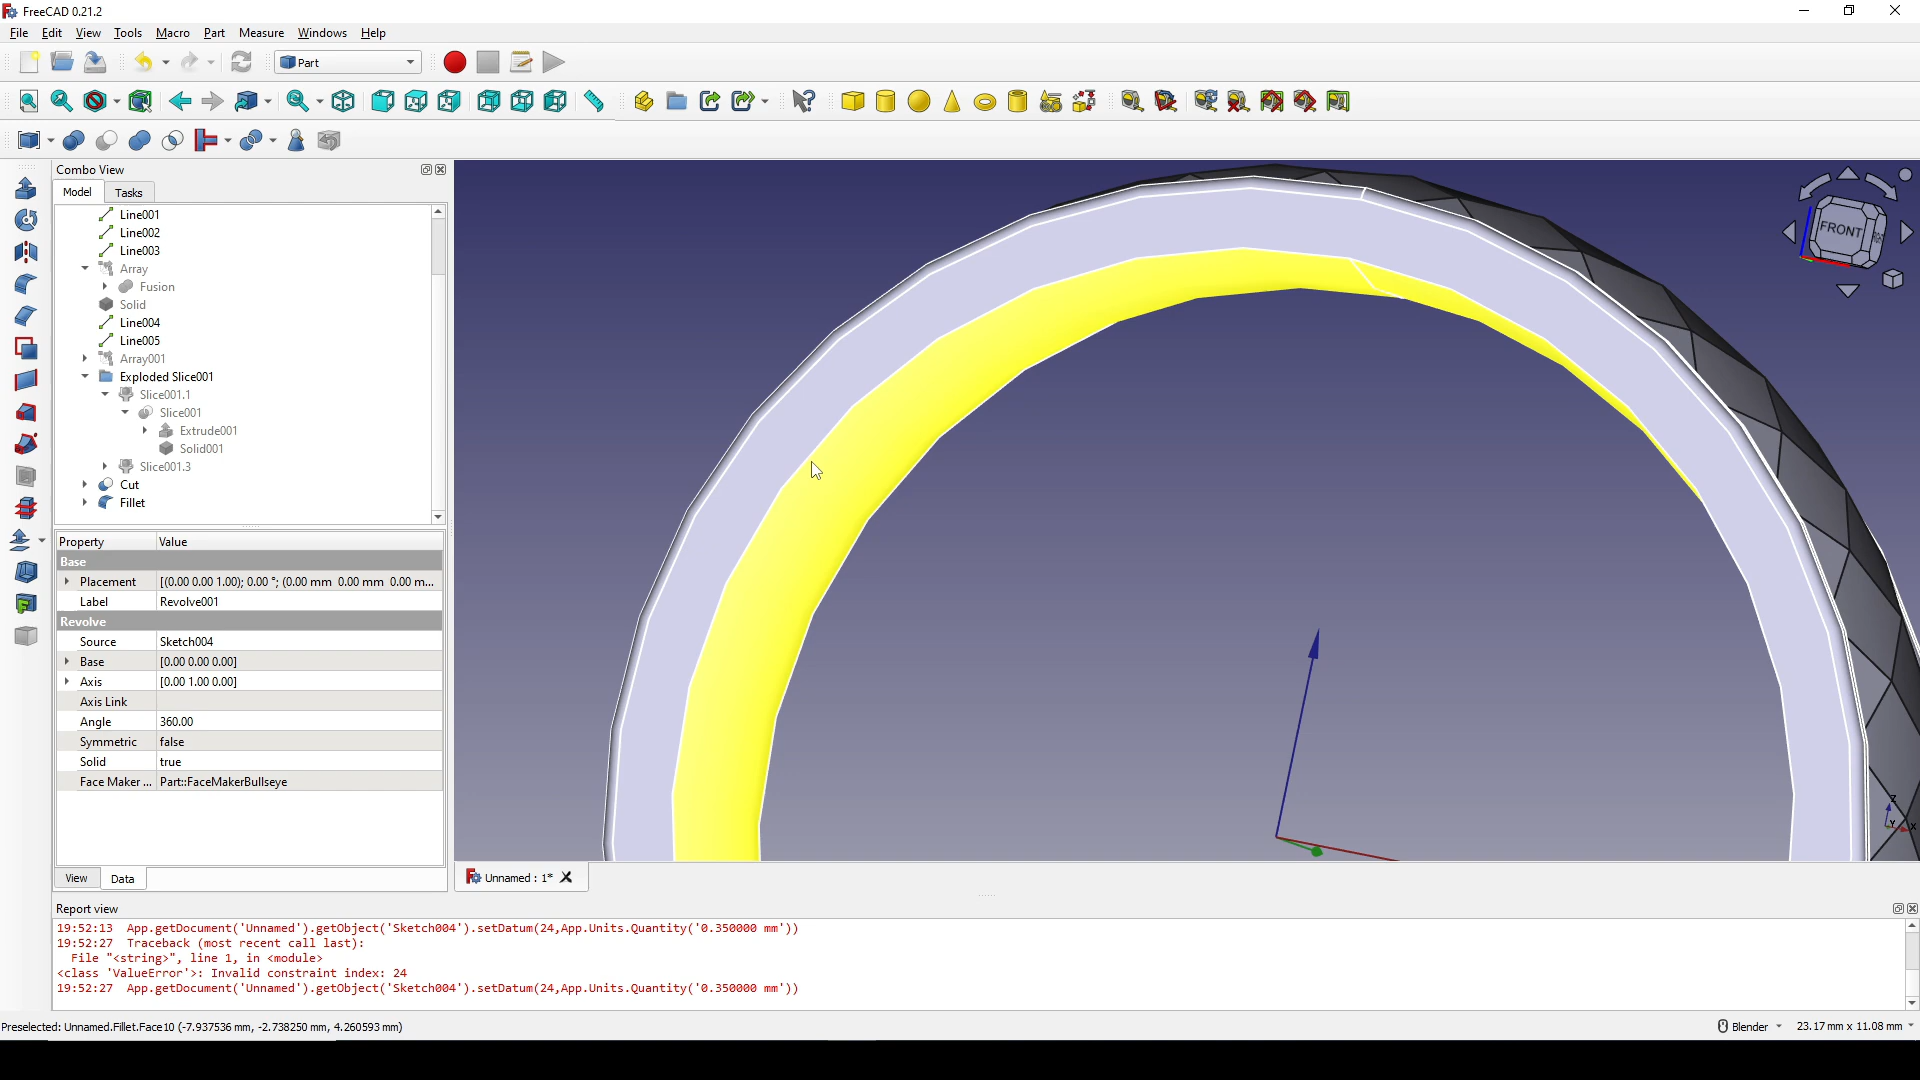 FreeCAD 0.21.2
File Edit View Tools Macro Part Measure Windows Help
Part
Combo View
Model Tasks
Line001
Line002
Line003
Array
Fusion
Solid
Line004
Line005
Array001
Exploded Slice001
Slice001.1
Slice001
Extrude001
Solid001
Slice001.3
Cut
Fillet
Property Value
Base
Placement [(0.00 0.00 1.00); 0.00 °; (0.00 mm 0.00 mm 0.00 m...
Label Revolve001
Revolve
Source Sketch004
Base [0.00 0.00 0.00]
Axis [0.00 1.00 0.00]
Axis Link
Angle 360.00
Symmetric false
Solid true
Face Maker ... Part::FaceMakerBullseye
View Data
FRONT
Z
Y
X
Unnamed : 1*
Report view
19:52:13 App.getDocument('Unnamed').getObject('Sketch004').setDatum(24,App.Units.Quantity('0.350000 mm'))
19:52:27 Traceback (most recent call last):
File "<string>", line 1, in <module>
<class 'ValueError'>: Invalid constraint index: 24
19:52:27 App.getDocument('Unnamed').getObject('Sketch004').setDatum(24,App.Units.Quantity('0.350000 mm'))
Preselected: Unnamed.Fillet.Face10 (-7.937536 mm, -2.738250 mm, 4.260593 mm)
Blender
23.17 mm x 11.08 mm